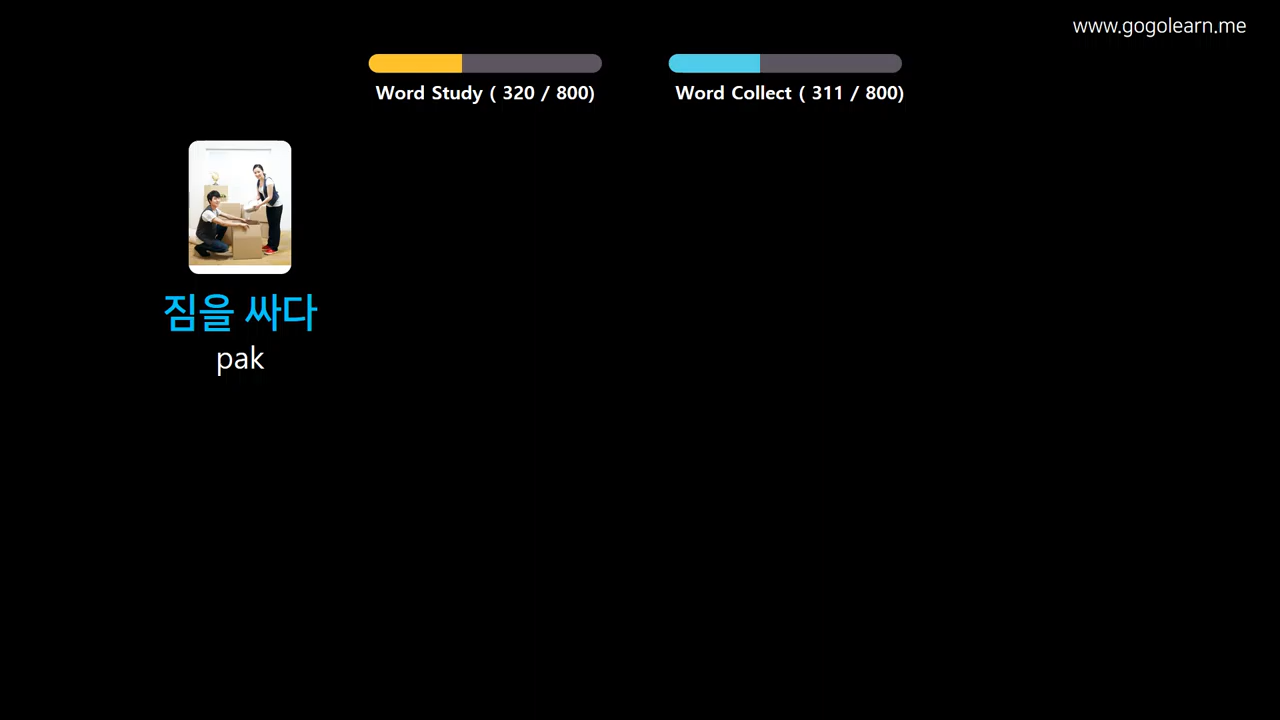 www.gogolearn.me
Word Study ( 320 / 800)
Word Collect ( 311 / 800)
짐을 싸다
pak